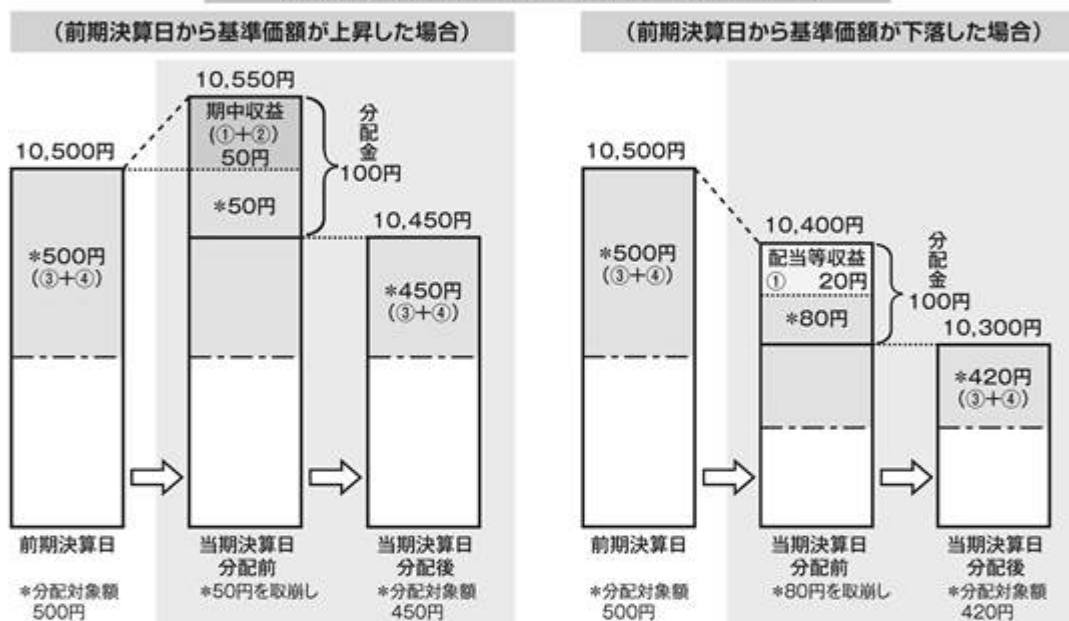 (前期決算日から基準価額が上昇した場合)
10,550円
期中収益
(①+②)
50円
*50円
分配金
100円
10,500円
*500円
(③+④)
10,450円
*450円
(③+④)
前期決算日
当期決算日
分配前
当期決算日
分配後
*分配対象額
500円
*50円を取崩し
*分配対象額
450円
(前期決算日から基準価額が下落した場合)
10,500円
*500円
(③+④)
10,400円
配当等収益
① 20円
*80円
分配金
100円
10,300円
*420円
(③+④)
前期決算日
当期決算日
分配前
当期決算日
分配後
*分配対象額
500円
*80円を取崩し
*分配対象額
420円